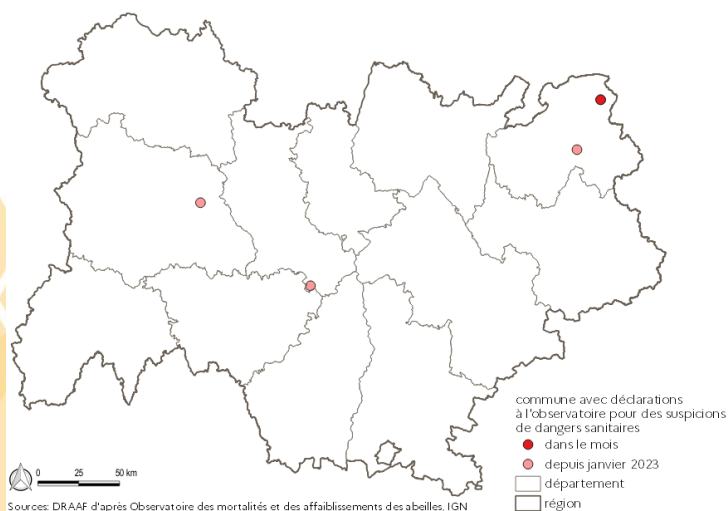 commune avec déclarations
à l'observatoire pour des suspicions
de dangers sanitaires
dans le mois
depuis janvier 2023
département
région
0 25 50 km
Sources: DRAAF d'après Observatoire des mortalités et des affaiblissements des abeilles, IGN